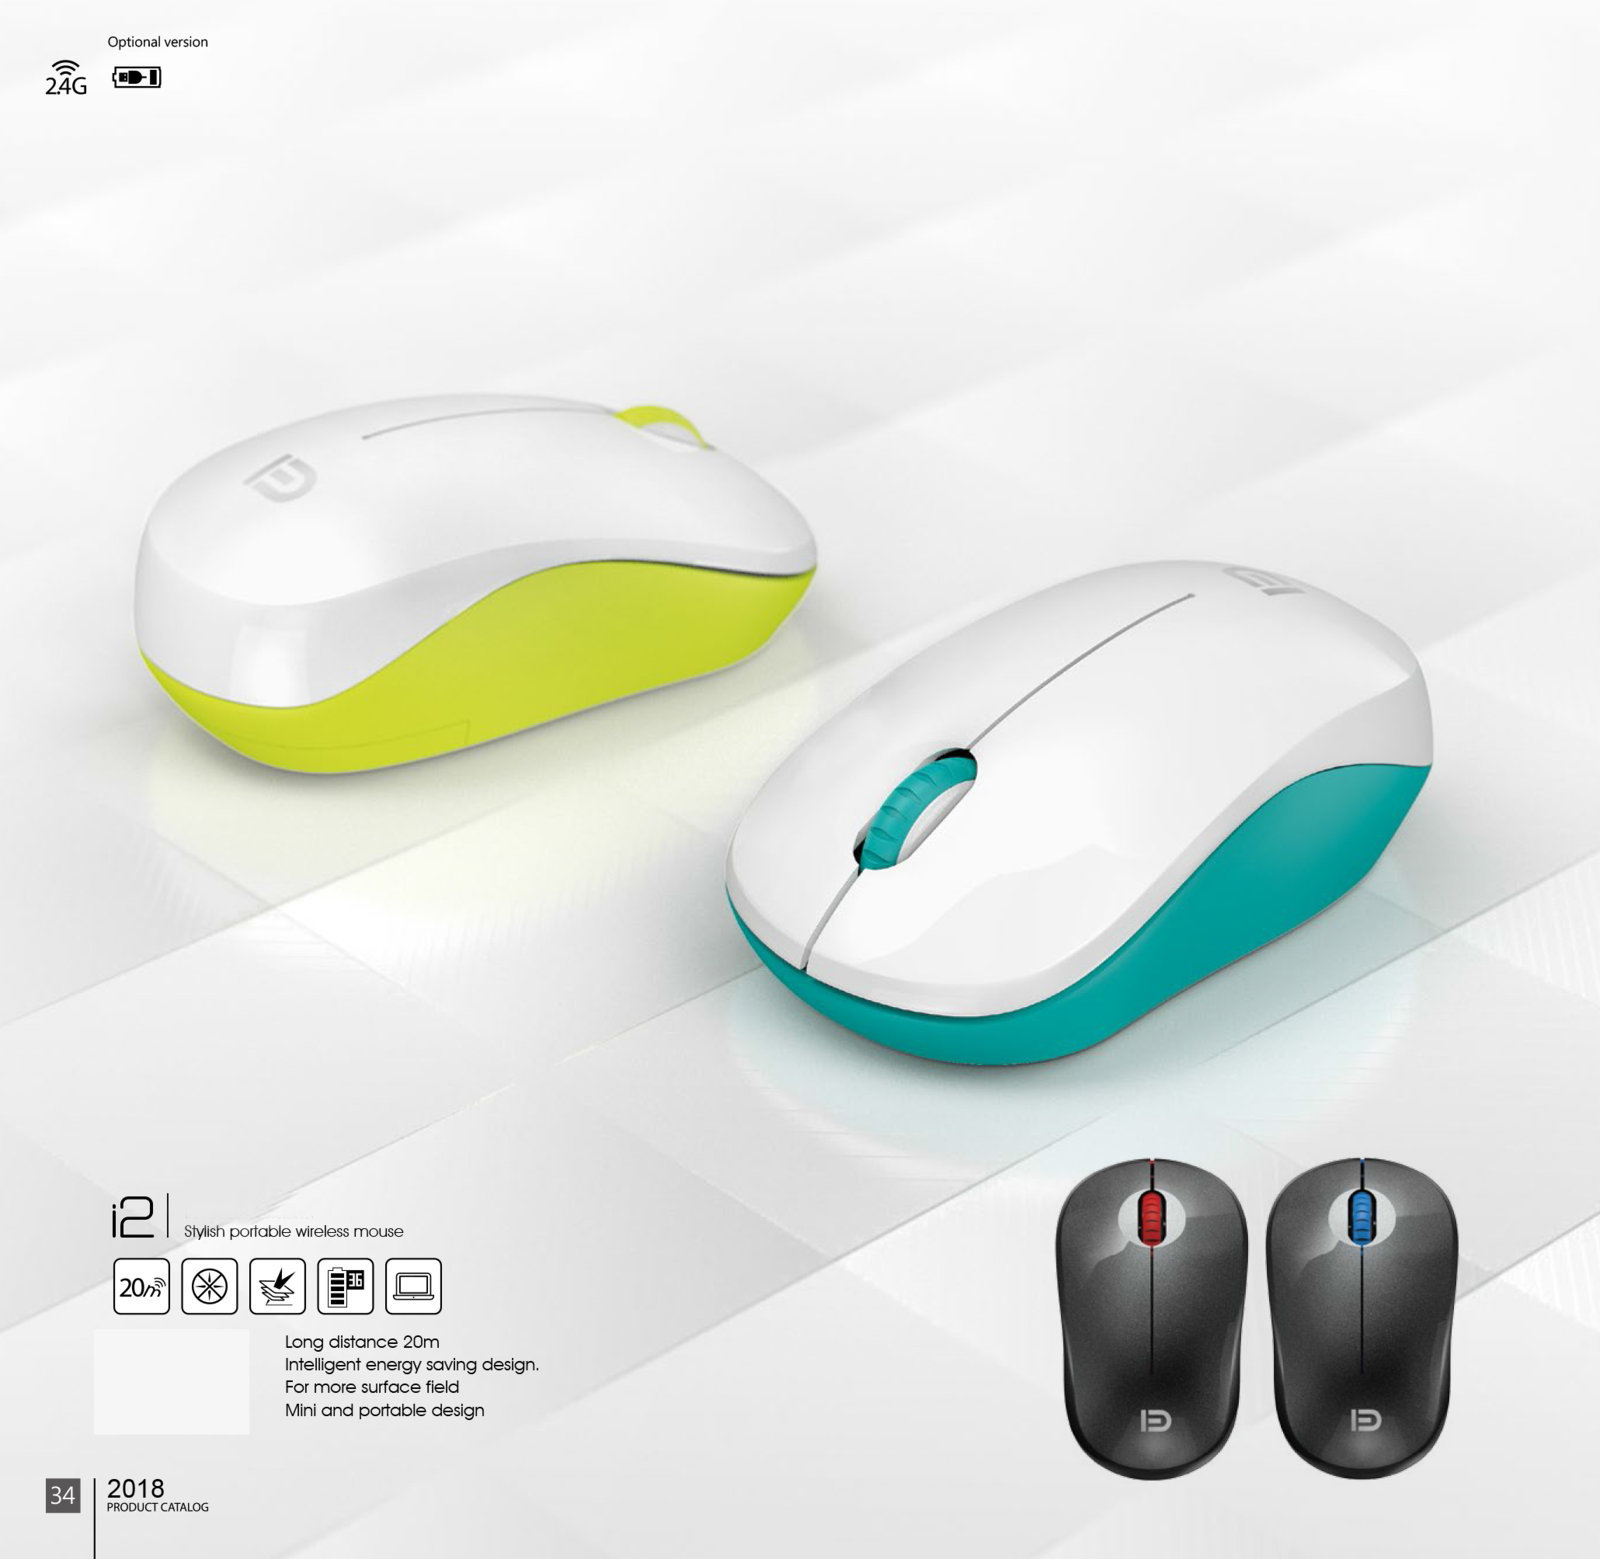 Optional version
2.4G
i2
Stylish portable wireless mouse
20m
3G
Long distance 20m
Intelligent energy saving design.
For more surface field
Mini and portable design
34
2018
PRODUCT CATALOG